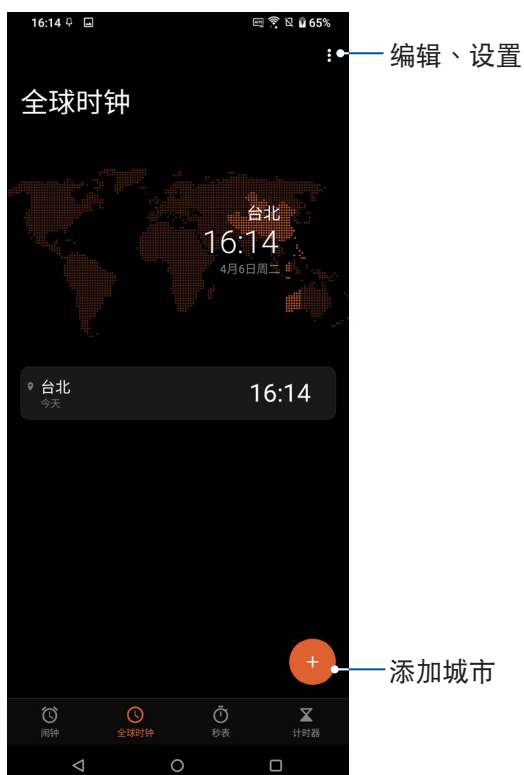 16:14 65%
编辑、设置
全球时钟
台北
16:14
4月6日周二
台北 16:14
今天
添加城市
闹钟 全球时钟 秒表 计时器